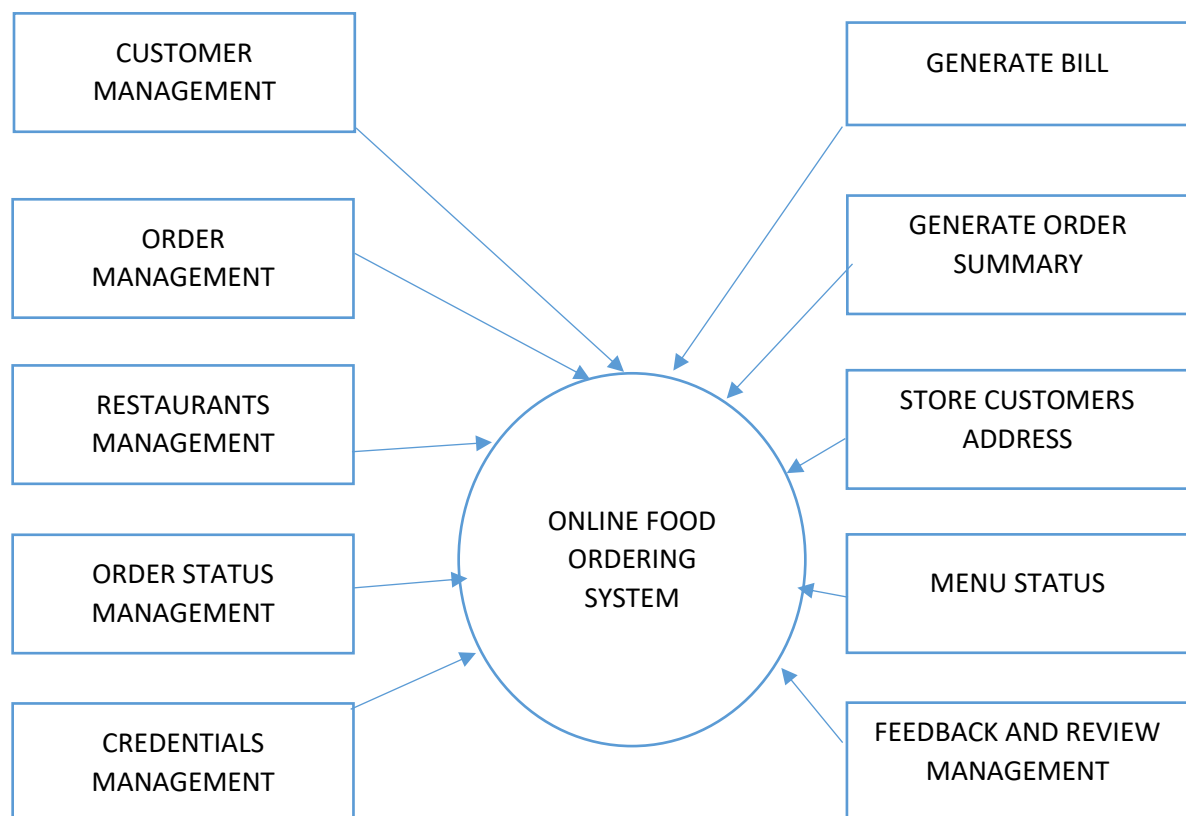 CUSTOMER
MANAGEMENT
ORDER
MANAGEMENT
RESTAURANTS
MANAGEMENT
ORDER STATUS
MANAGEMENT
CREDENTIALS
MANAGEMENT
ONLINE FOOD
ORDERING
SYSTEM
GENERATE BILL
GENERATE ORDER
SUMMARY
STORE CUSTOMERS
ADDRESS
MENU STATUS
FEEDBACK AND REVIEW
MANAGEMENT